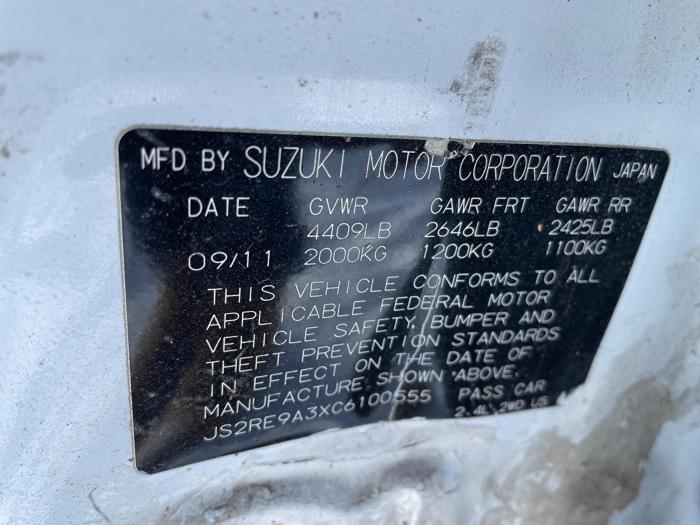 MFD BY SUZUKI MOTOR CORPORATION JAPAN
DATE GVWR GAWR FRT GAWR RR
4409LB 2646LB 2425LB
09/11 2000KG 1200KG 1100KG
THIS VEHICLE CONFORMS TO ALL
APPLICABLE FEDERAL MOTOR
VEHICLE SAFETY, BUMPER AND
THEFT PREVENTION STANDARDS
IN EFFECT ON THE DATE OF
MANUFACTURE SHOWN ABOVE.
JS2RE9A3XC6100555 PASS CAR
2.4L 2WD US